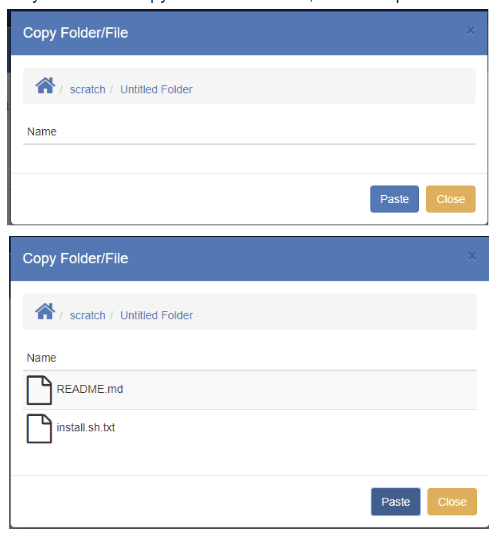 Copy Folder/File ×
/ scratch / Untitled Folder
Name
Paste Close
Copy Folder/File ×
/ scratch / Untitled Folder
Name
README.md
install.sh.txt
Paste Close